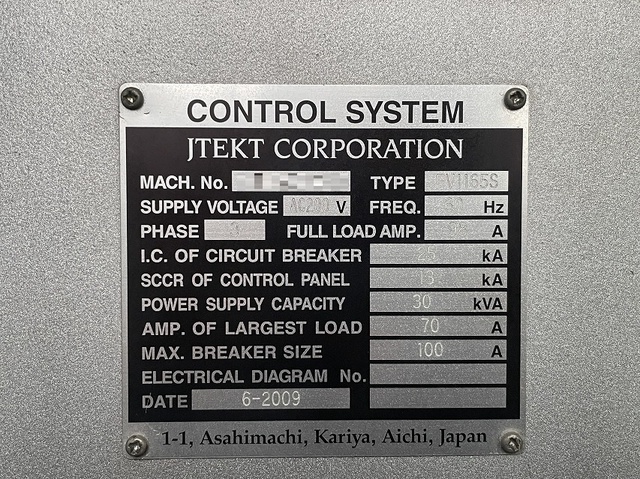 CONTROL SYSTEM
JTEKT CORPORATION
MACH. No. TYPE FV1165S
SUPPLY VOLTAGE AC200 V FREQ. Hz
PHASE 3 FULL LOAD AMP. A
I.C. OF CIRCUIT BREAKER kA
SCCR OF CONTROL PANEL kA
POWER SUPPLY CAPACITY 30 kVA
AMP. OF LARGEST LOAD 70 A
MAX. BREAKER SIZE 100 A
ELECTRICAL DIAGRAM No.
DATE 6-2009
1-1, Asahimachi, Kariya, Aichi, Japan